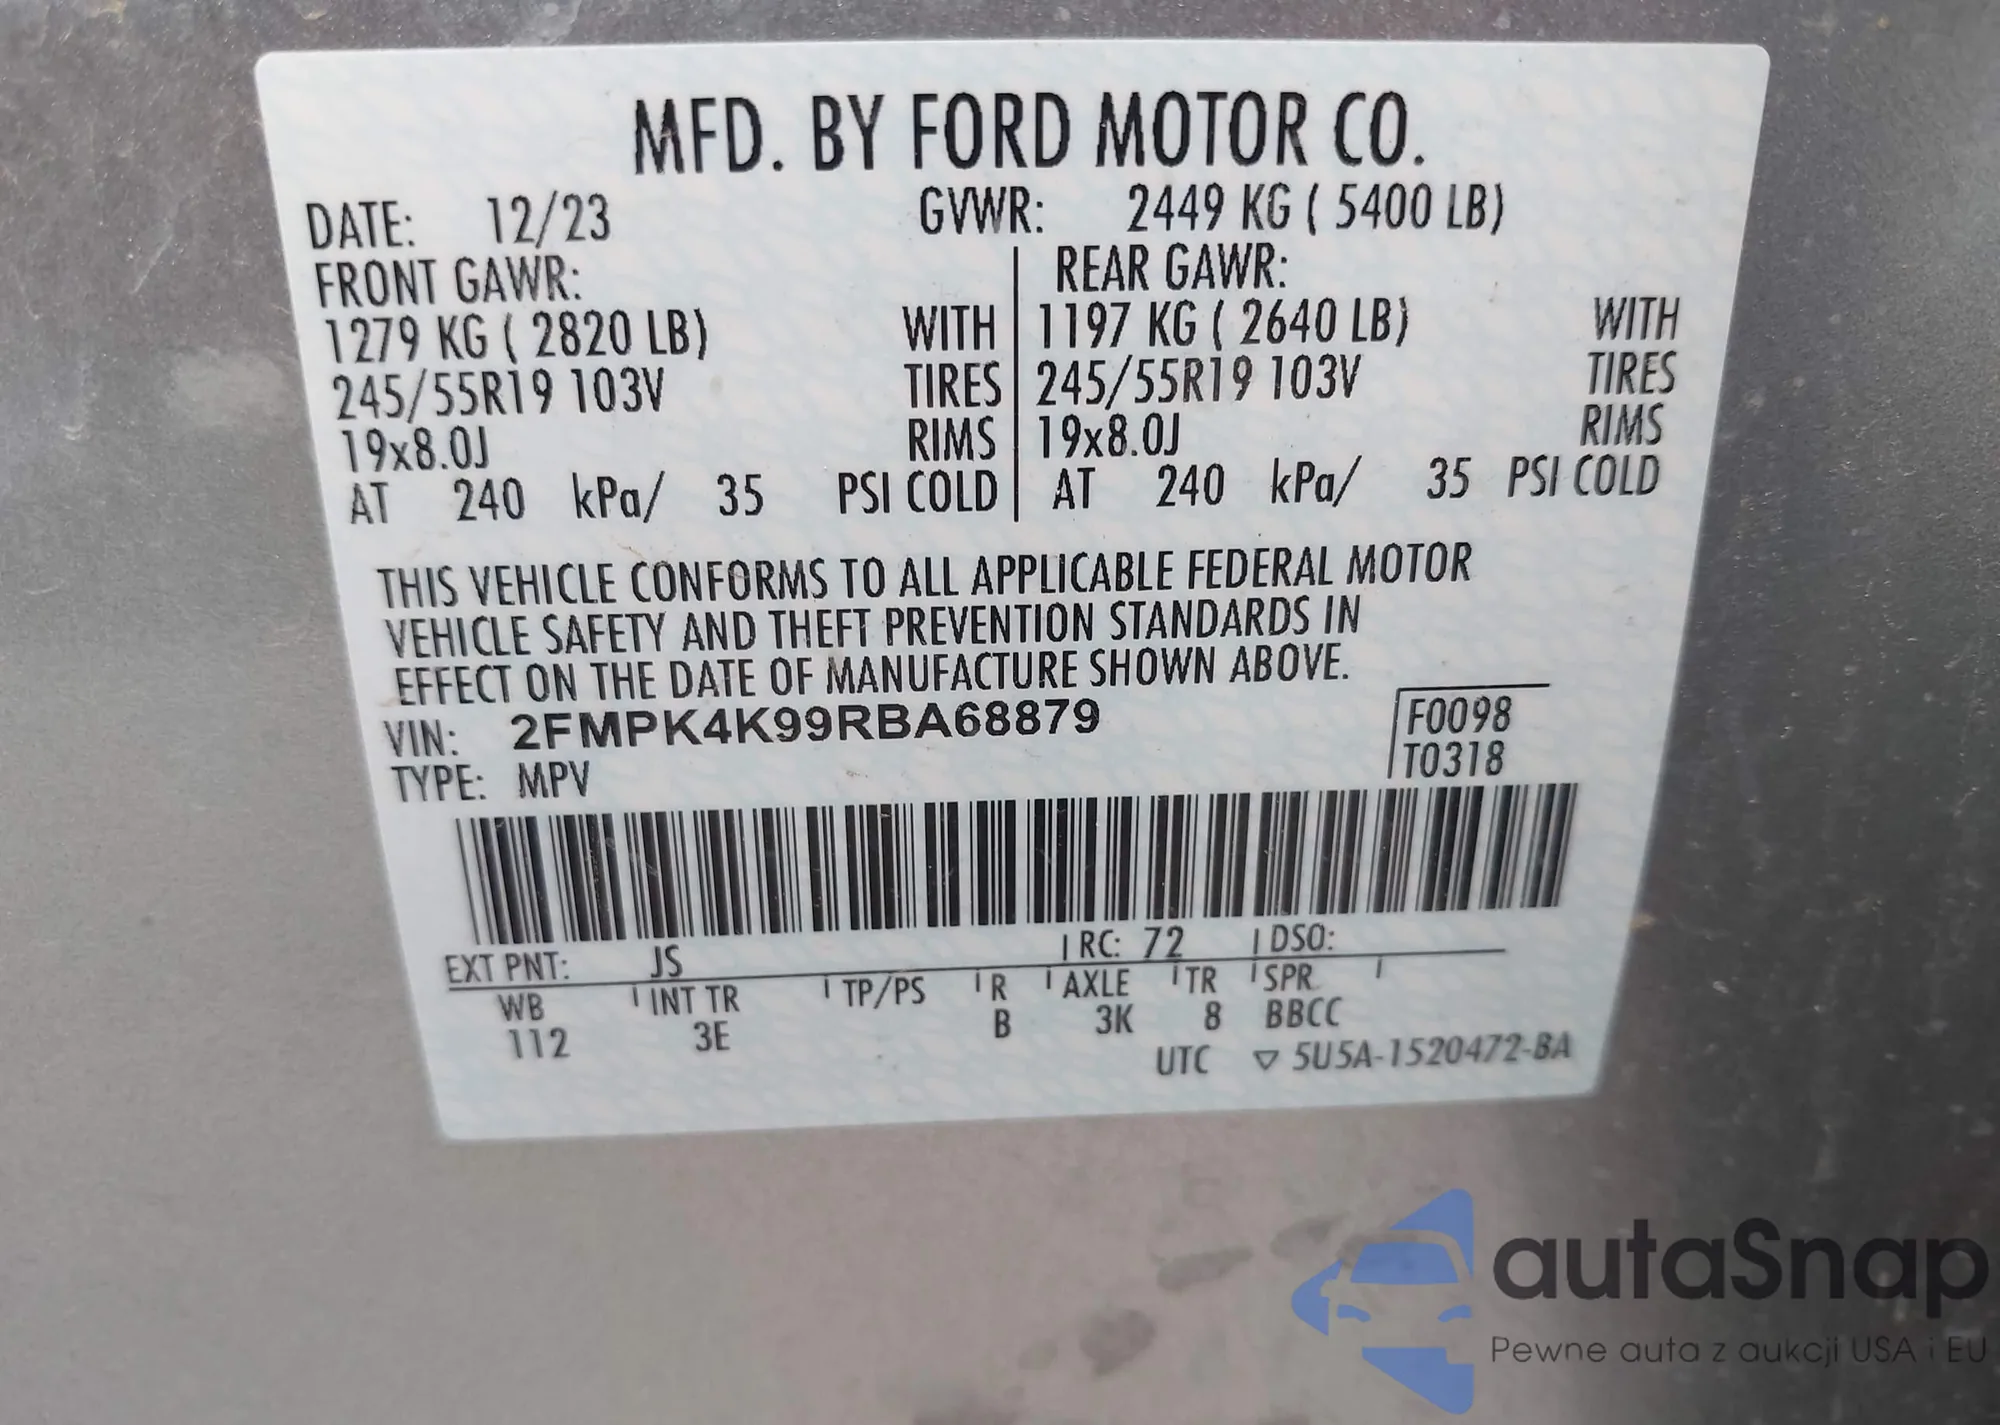 MFD. BY FORD MOTOR CO.
DATE: 12/23 GVWR: 2449 KG ( 5400 LB)
FRONT GAWR: REAR GAWR:
1279 KG ( 2820 LB) WITH 1197 KG ( 2640 LB) WITH
245/55R19 103V TIRES 245/55R19 103V TIRES
19x8.0J RIMS 19x8.0J RIMS
AT 240 kPa/ 35 PSI COLD AT 240 kPa/ 35 PSI COLD
THIS VEHICLE CONFORMS TO ALL APPLICABLE FEDERAL MOTOR
VEHICLE SAFETY AND THEFT PREVENTION STANDARDS IN
EFFECT ON THE DATE OF MANUFACTURE SHOWN ABOVE.
VIN: 2FMPK4K99RBA68879 F0098
TYPE: MPV T0318
EXT PNT: JS RC: 72 DSO:
WB INT TR TP/PS R AXLE TR SPR
112 3E B 3K 8 BBCC
UTC ▽ 5U5A-1520472-BA
autaSnap
Pewne auta z aukcji USA i EU